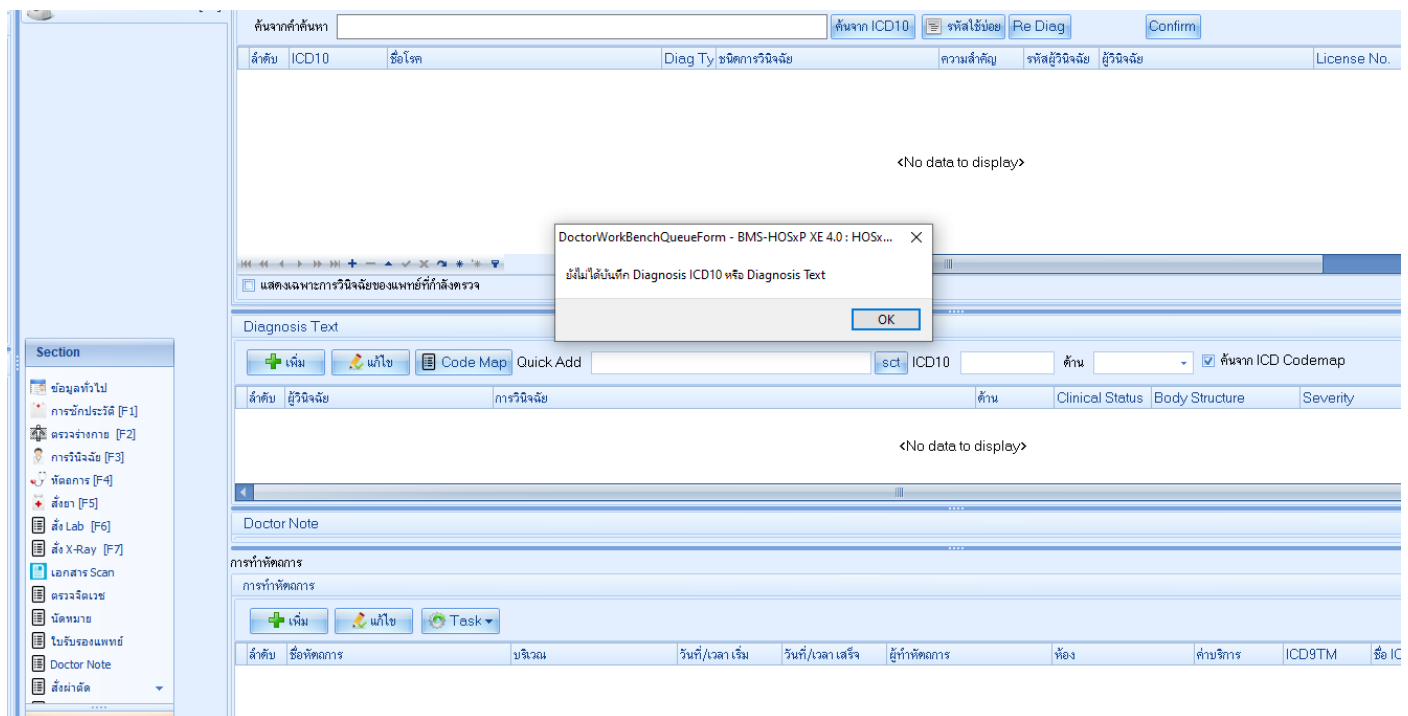 ค้นจากคำค้นหา ค้นจาก ICD10 รหัสใช้บ่อย Re Diag Confirm
ลำดับ ICD10 ชื่อโรค Diag Ty ชนิดการวินิจฉัย ความสำคัญ รหัสผู้วินิจฉัย ผู้วินิจฉัย License No.
<No data to display>
DoctorWorkBenchQueueForm - BMS-HOSxP XE 4.0 : HOSx...
ยังไม่ได้บันทึก Diagnosis ICD10 หรือ Diagnosis Text
OK
แสดงเฉพาะการวินิจฉัยของแพทย์ที่กำลังตรวจ
Diagnosis Text
เพิ่ม แก้ไข Code Map Quick Add sct ICD10 ด้าน ค้นจาก ICD Codemap
ลำดับ ผู้วินิจฉัย การวินิจฉัย ด้าน Clinical Status Body Structure Severity
<No data to display>
Doctor Note
การทำหัตถการ
การทำหัตถการ
เพิ่ม แก้ไข Task
ลำดับ ชื่อหัตถการ บริเวณ วันที่/เวลา เริ่ม วันที่/เวลา เสร็จ ผู้ทำหัตถการ ห้อง ค่าบริการ ICD9TM ชื่อ IC
Section
ข้อมูลทั่วไป
การซักประวัติ [F1]
ตรวจร่างกาย [F2]
การวินิจฉัย [F3]
หัตถการ [F4]
สั่งยา [F5]
สั่ง Lab [F6]
สั่ง X-Ray [F7]
เอกสาร Scan
ตรวจจิตเวช
นัดหมาย
ใบรับรองแพทย์
Doctor Note
สั่งผ่าตัด